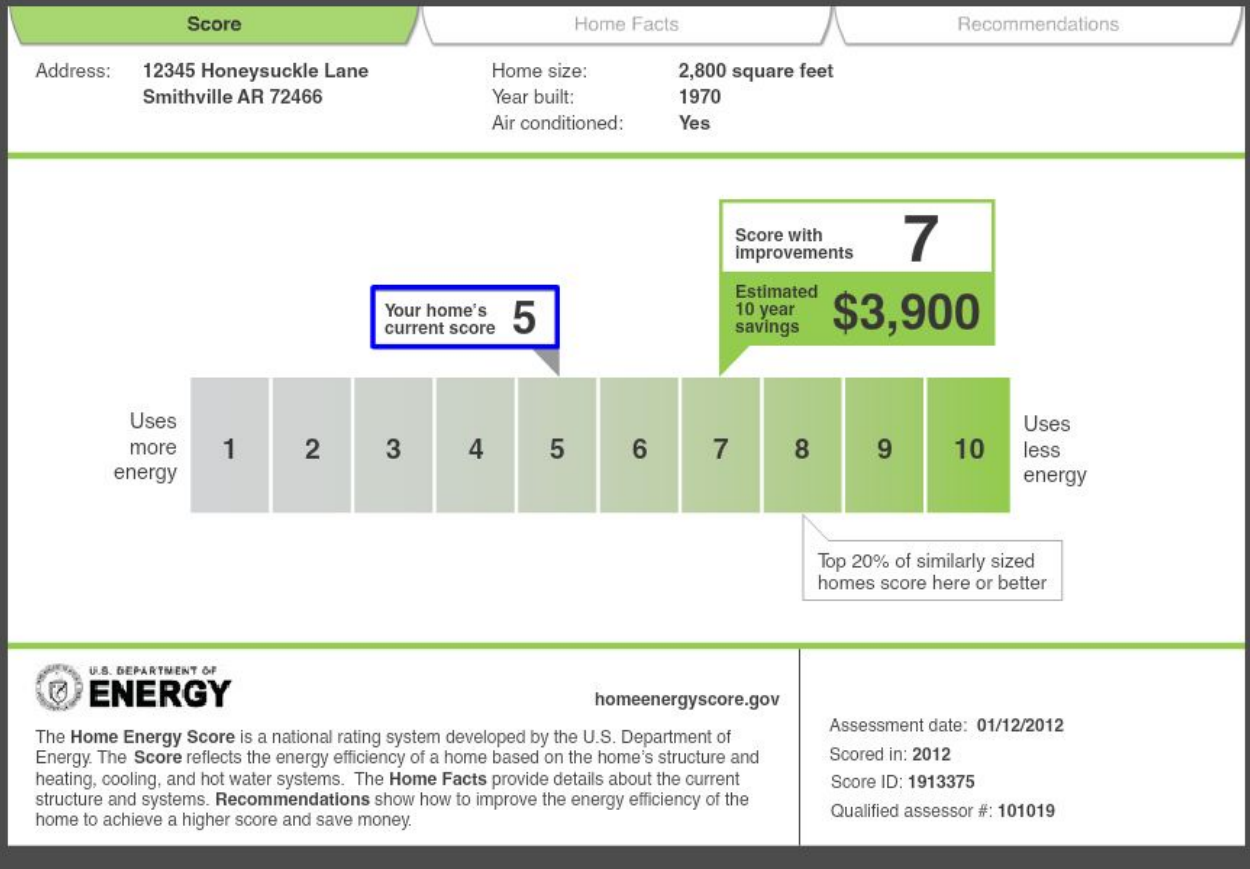 Score
Home Facts
Recommendations
Address: 12345 Honeysuckle Lane
Smithville AR 72466
Home size: 2,800 square feet
Year built: 1970
Air conditioned: Yes
Score with
improvements
7
Estimated
10 year
savings
$3,900
Your home's
current score
5
Uses
more
energy
1 2 3 4 5 6 7 8 9 10
Uses
less
energy
Top 20% of similarly sized
homes score here or better
U.S. DEPARTMENT OF
ENERGY
homeenergyscore.gov
The Home Energy Score is a national rating system developed by the U.S. Department of
Energy. The Score reflects the energy efficiency of a home based on the home's structure and
heating, cooling, and hot water systems. The Home Facts provide details about the current
structure and systems. Recommendations show how to improve the energy efficiency of the
home to achieve a higher score and save money.
Assessment date: 01/12/2012
Scored in: 2012
Score ID: 1913375
Qualified assessor #: 101019